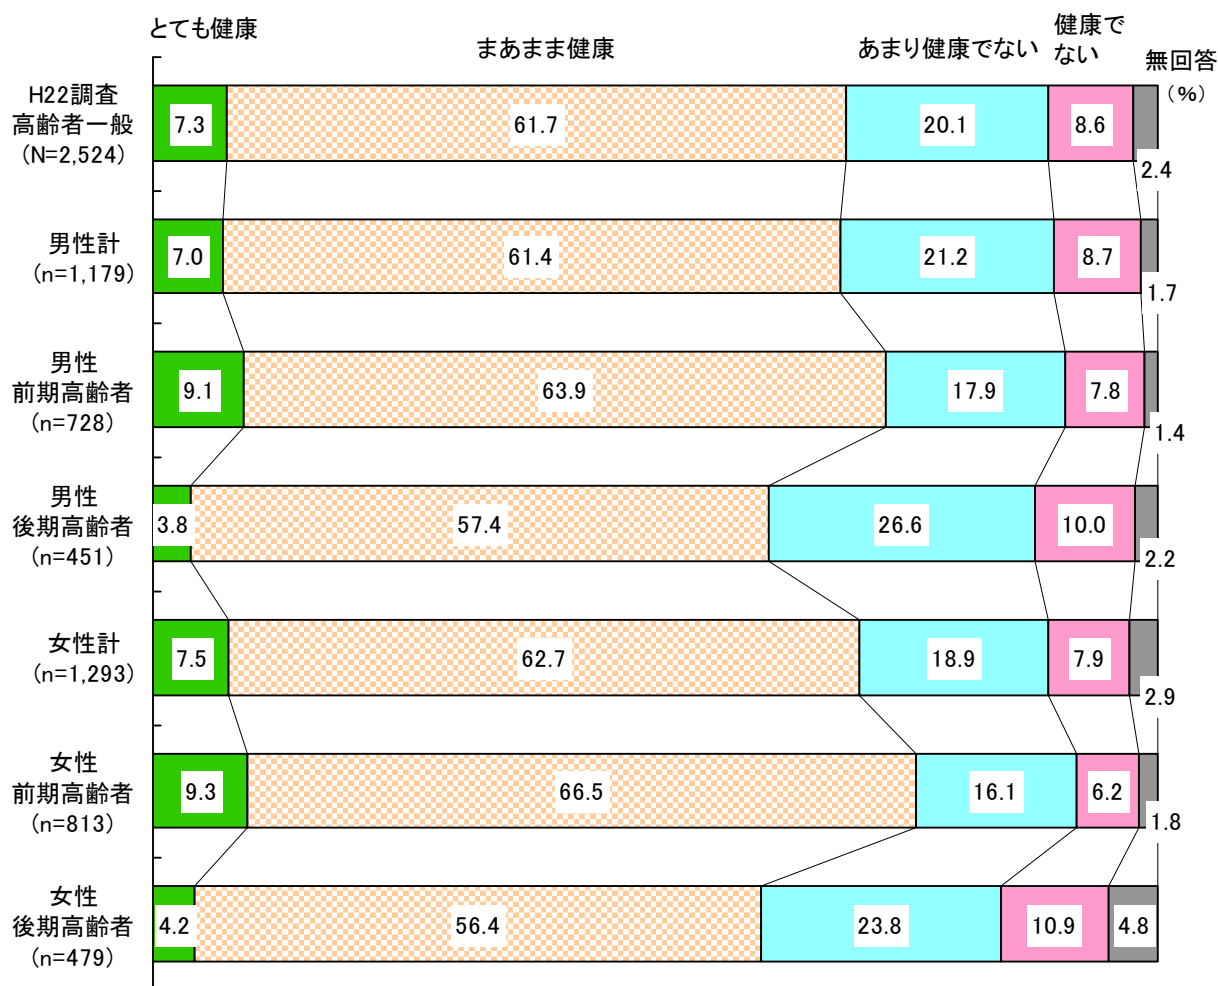 とても健康
まあまま健康
あまり健康でない
健康で
ない
無回答
(%)
H22調査
高齢者一般
(N=2,524)
7.3
61.7
20.1
8.6
2.4
男性計
(n=1,179)
7.0
61.4
21.2
8.7
1.7
男性
前期高齢者
(n=728)
9.1
63.9
17.9
7.8
1.4
男性
後期高齢者
(n=451)
3.8
57.4
26.6
10.0
2.2
女性計
(n=1,293)
7.5
62.7
18.9
7.9
2.9
女性
前期高齢者
(n=813)
9.3
66.5
16.1
6.2
1.8
女性
後期高齢者
(n=479)
4.2
56.4
23.8
10.9
4.8